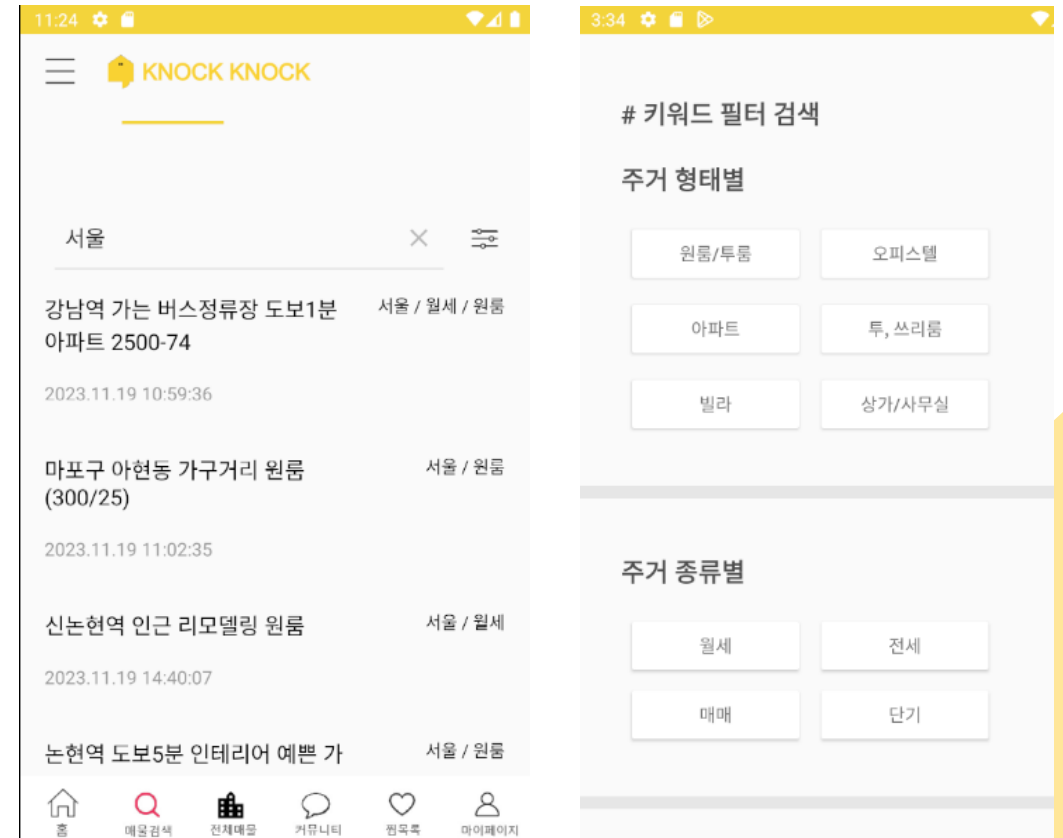 11:24
KNOCK KNOCK
서울
강남역 가는 버스정류장 도보1분
아파트 2500-74
서울 / 월세 / 원룸
2023.11.19 10:59:36
마포구 아현동 가구거리 원룸
(300/25)
서울 / 원룸
2023.11.19 11:02:35
신논현역 인근 리모델링 원룸
서울 / 월세
2023.11.19 14:40:07
논현역 도보5분 인테리어 예쁜 가
서울 / 원룸
홈
매물검색
전체매물
커뮤니티
찜목록
마이페이지
3:34
# 키워드 필터 검색
주거 형태별
원룸/투룸
오피스텔
아파트
투, 쓰리룸
빌라
상가/사무실
주거 종류별
월세
전세
매매
단기